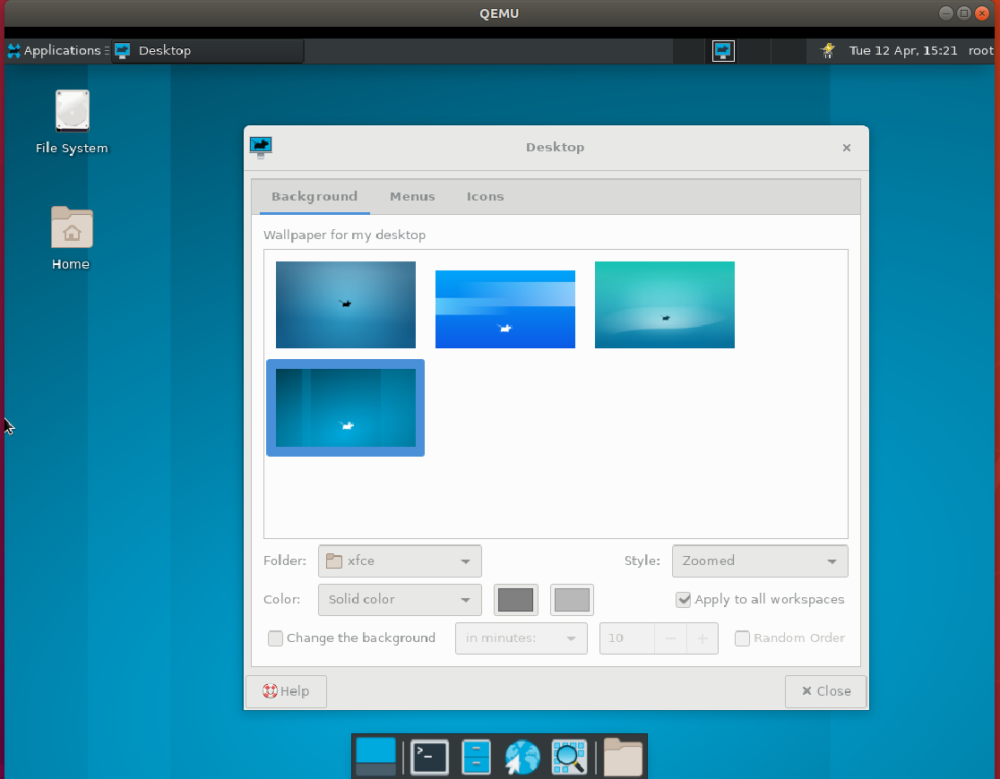 QEMU
Applications Desktop Tue 12 Apr, 15:21 root
File System
Home
Desktop
Background Menus Icons
Wallpaper for my desktop
Folder: xfce Style: Zoomed
Color: Solid color Apply to all workspaces
Change the background in minutes: 10 Random Order
Help Close
>_